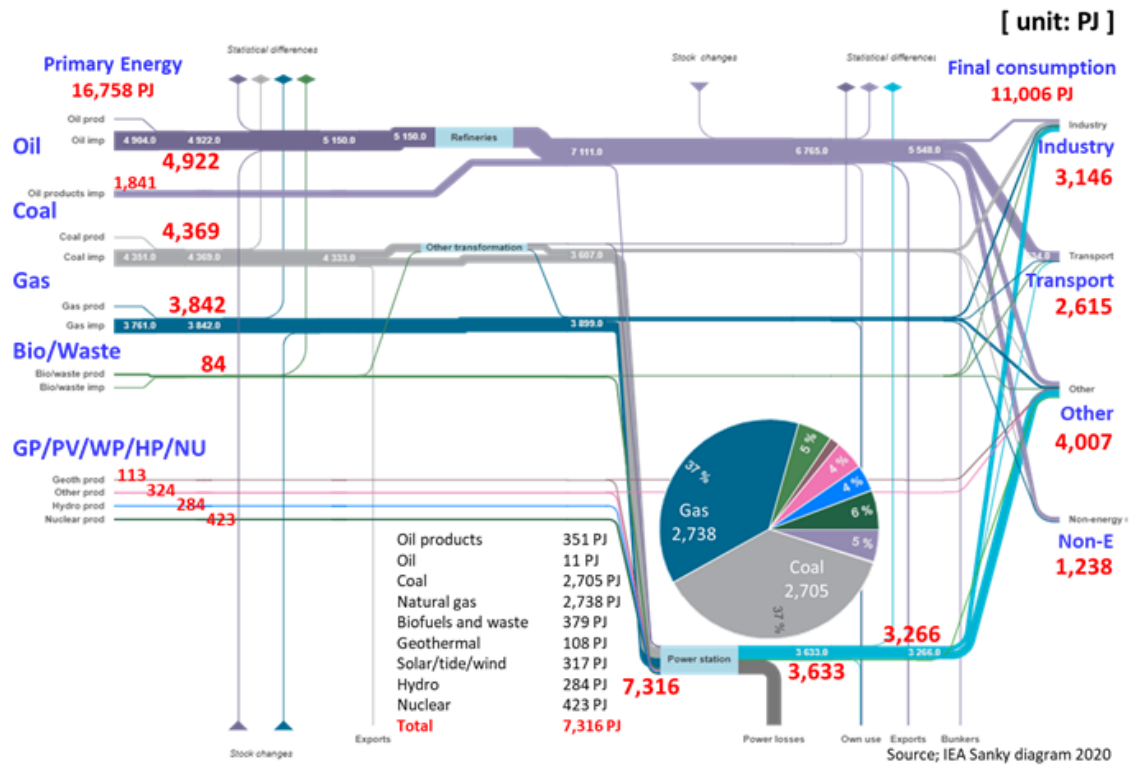 [ unit: PJ ]
Statistical differences
Stock changes
Statistical differences
Primary Energy
16,758 PJ
Final consumption
11,006 PJ
Oil prod
Oil
Oil imp
4 904.0
4 922.0
5 150.0
5 150.0
Refineries
7 111.0
6 765.0
5 548.0
4,922
1,841
Oil products imp
Industry
Industry
3,146
Coal
Coal prod
4,369
Coal imp
4 351.0
4 369.0
4 333.0
Other transformation
3 607.0
Transport
Transport
2,615
Gas
Gas prod
3,842
Gas imp
3 761.0
3 842.0
3 899.0
Bio/Waste
84
Bio/waste prod
Bio/waste imp
Other
Other
4,007
GP/PV/WP/HP/NU
Geoth prod
113
Other prod
324
Hydro prod
284
Nuclear prod
423
37 %
5 %
4 %
4 %
6 %
5 %
37 %
Gas
2,738
Coal
2,705
Non-energy
Non-E
1,238
Oil products 351 PJ
Oil 11 PJ
Coal 2,705 PJ
Natural gas 2,738 PJ
Biofuels and waste 379 PJ
Geothermal 108 PJ
Solar/tide/wind 317 PJ
Hydro 284 PJ
Nuclear 423 PJ
Total 7,316 PJ
7,316
Power station
3 633.0
3,633
3,266
3 266.0
Stock changes
Exports
Power losses
Own use
Exports
Bunkers
Source; IEA Sanky diagram 2020